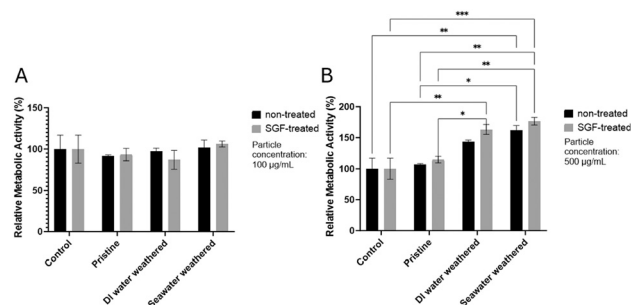 A
Relative Metabolic Activity (%)
150
100
50
0
Control
Pristine
DI water weathered
Seawater weathered
non-treated
SGF-treated
Particle
concentration:
100 µg/mL
B
***
**
**
**
*
**
*
Relative Metabolic Activity (%)
200
150
100
50
0
Control
Pristine
DI water weathered
Seawater weathered
non-treated
SGF-treated
Particle
concentration:
500 µg/mL